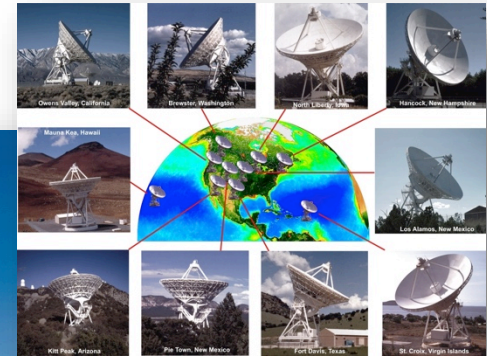 Owens Valley, California
Brewster, Washington
North Liberty, Iowa
Hancock, New Hampshire
Mauna Kea, Hawaii
Los Alamos, New Mexico
Kitt Peak, Arizona
Pie Town, New Mexico
Fort Davis, Texas
St. Croix, Virgin Islands